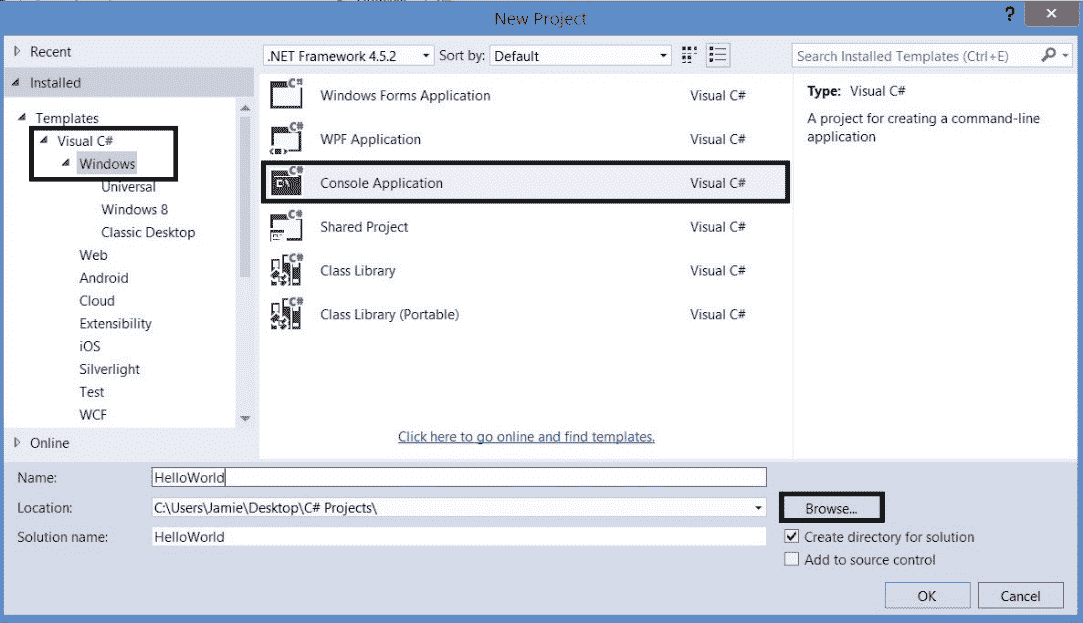 New Project
?
Recent
.NET Framework 4.5.2
Sort by:
Default
Search Installed Templates (Ctrl+E)
Installed
Templates
Visual C#
Windows
Universal
Windows 8
Classic Desktop
Web
Android
Cloud
Extensibility
iOS
Silverlight
Test
WCF
Online
C#
Windows Forms Application
Visual C#
C#
WPF Application
Visual C#
C#
C:\
Console Application
Visual C#
C#
Shared Project
Visual C#
C#
Class Library
Visual C#
C#
Class Library (Portable)
Visual C#
Click here to go online and find templates.
Type: Visual C#
A project for creating a command-line
application
Name:
HelloWorld
Location:
C:\Users\Jamie\Desktop\C# Projects\
Browse...
Solution name:
HelloWorld
Create directory for solution
Add to source control
OK
Cancel